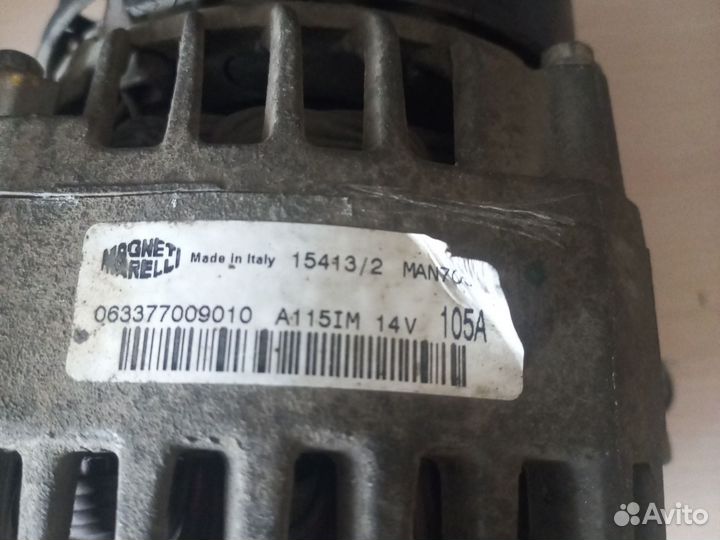 MAGNETI MARELLI Made in Italy 15413/2
063377009010 A115IM 14V 105A
Avito